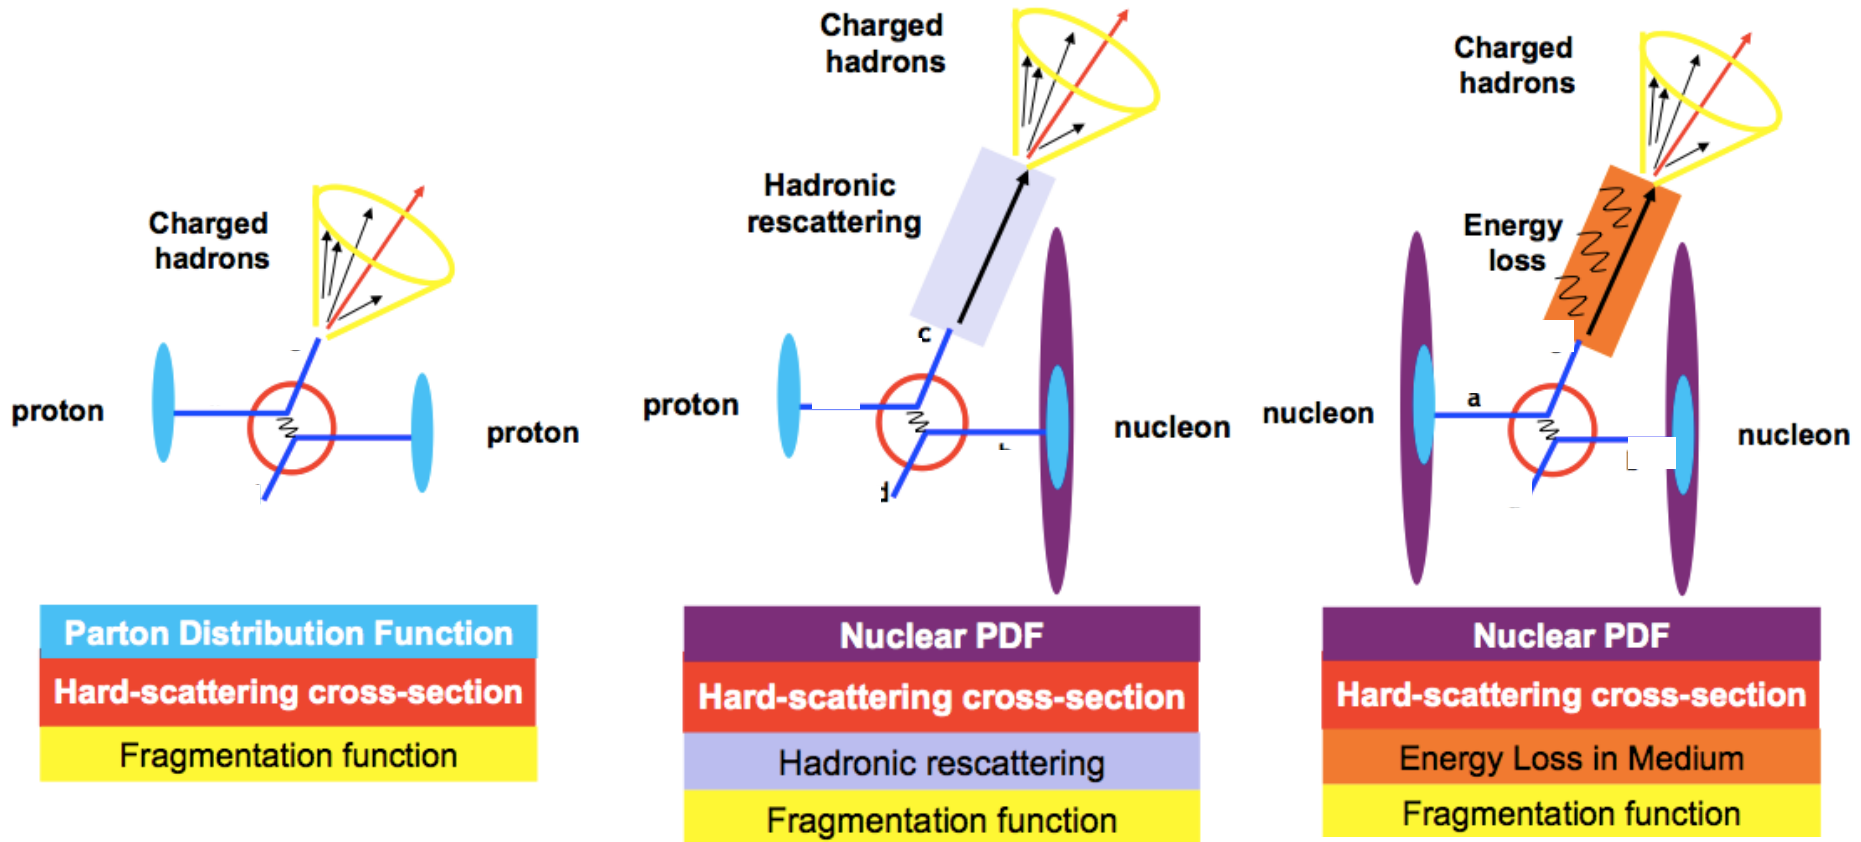 Charged
hadrons
proton
proton
Parton Distribution Function
Hard-scattering cross-section
Fragmentation function
Charged
hadrons
Hadronic
rescattering
c
proton
nucleon
d
Nuclear PDF
Hard-scattering cross-section
Hadronic rescattering
Fragmentation function
Charged
hadrons
Energy
loss
a
nucleon
nucleon
Nuclear PDF
Hard-scattering cross-section
Energy Loss in Medium
Fragmentation function